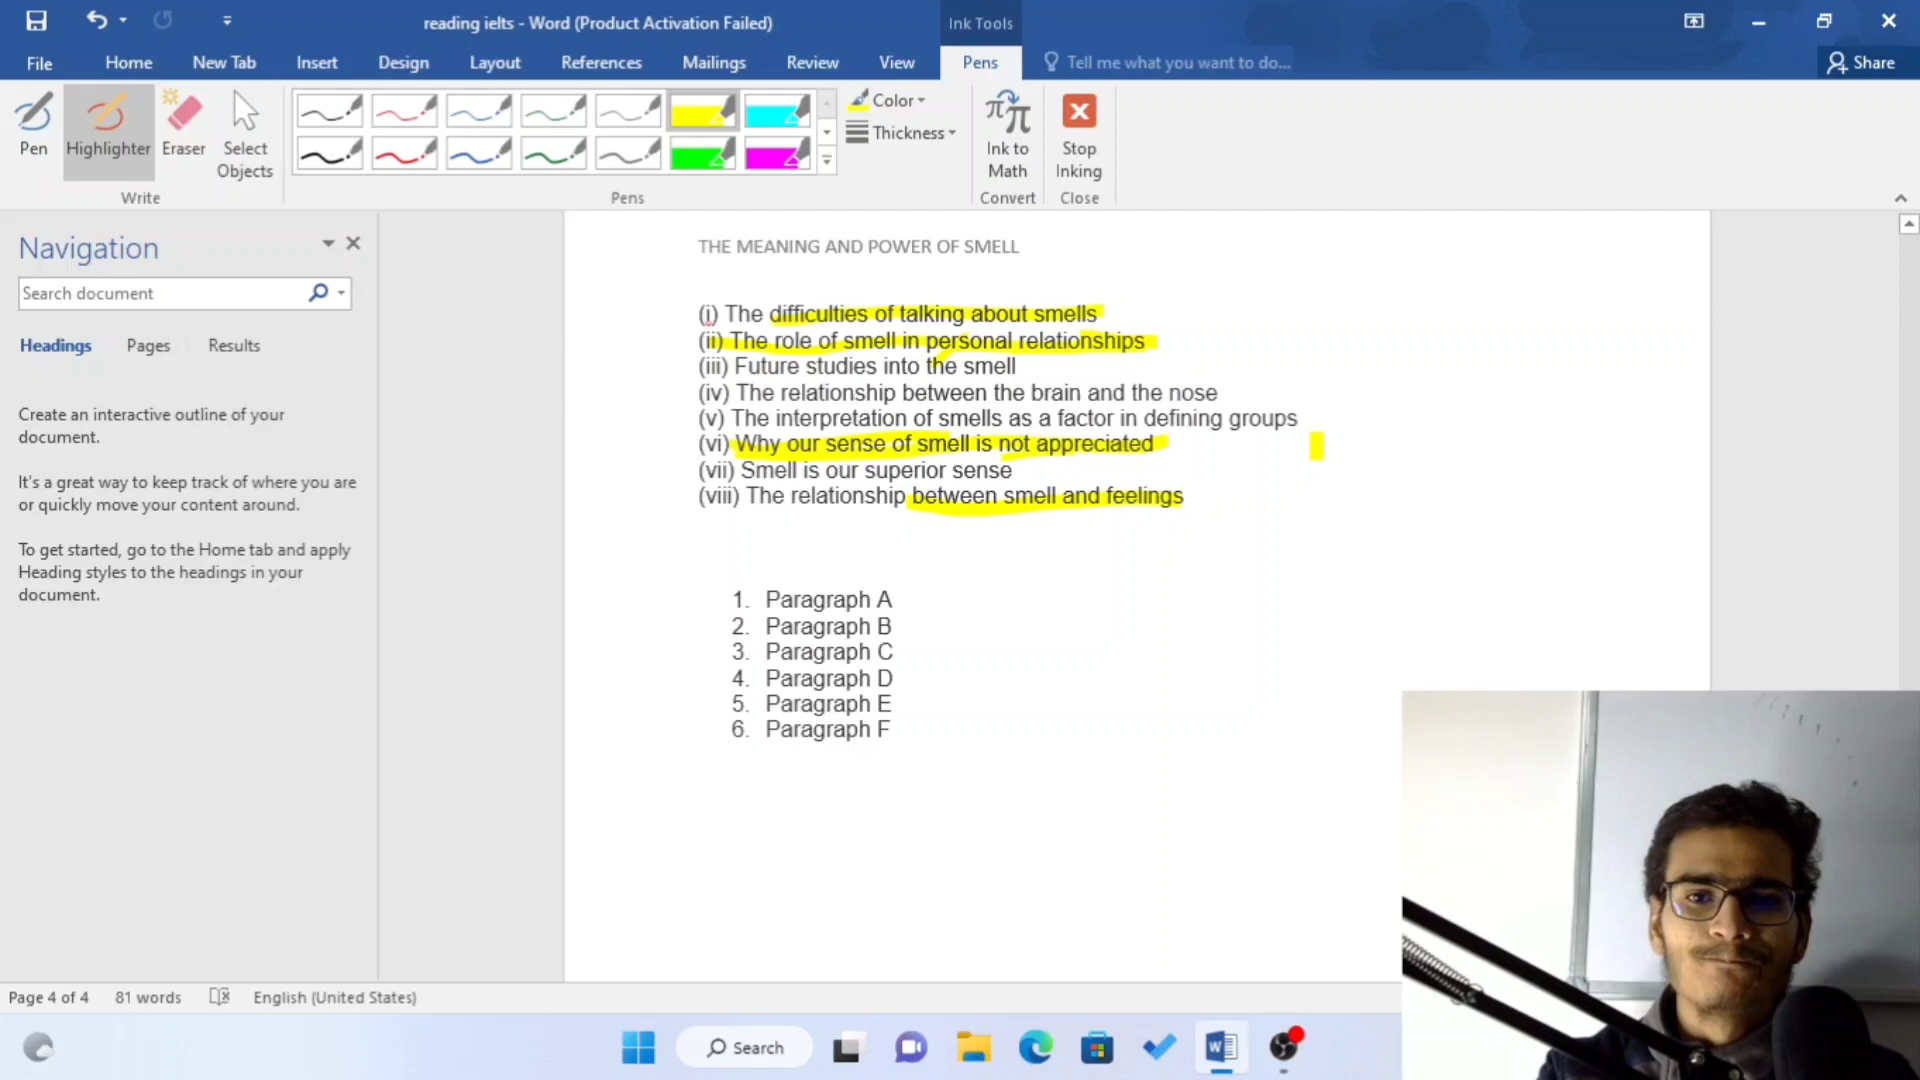 reading ielts - Word (Product Activation Failed)
Ink Tools
File
Home
New Tab
Insert
Design
Layout
References
Mailings
Review
View
Pens
Tell me what you want to do...
Share
Pen
Highlighter
Eraser
Select
Objects
Color
Thickness
Ink to
Math
Stop
Inking
Write
Pens
Convert
Close
Navigation
Search document
Headings
Pages
Results
Create an interactive outline of your
document.
It's a great way to keep track of where you are
or quickly move your content around.
To get started, go to the Home tab and apply
Heading styles to the headings in your
document.
THE MEANING AND POWER OF SMELL
(i) The difficulties of talking about smells
(ii) The role of smell in personal relationships
(iii) Future studies into the smell
(iv) The relationship between the brain and the nose
(v) The interpretation of smells as a factor in defining groups
(vi) Why our sense of smell is not appreciated
(vii) Smell is our superior sense
(viii) The relationship between smell and feelings
1. Paragraph A
2. Paragraph B
3. Paragraph C
4. Paragraph D
5. Paragraph E
6. Paragraph F
Page 4 of 4
81 words
English (United States)
Search